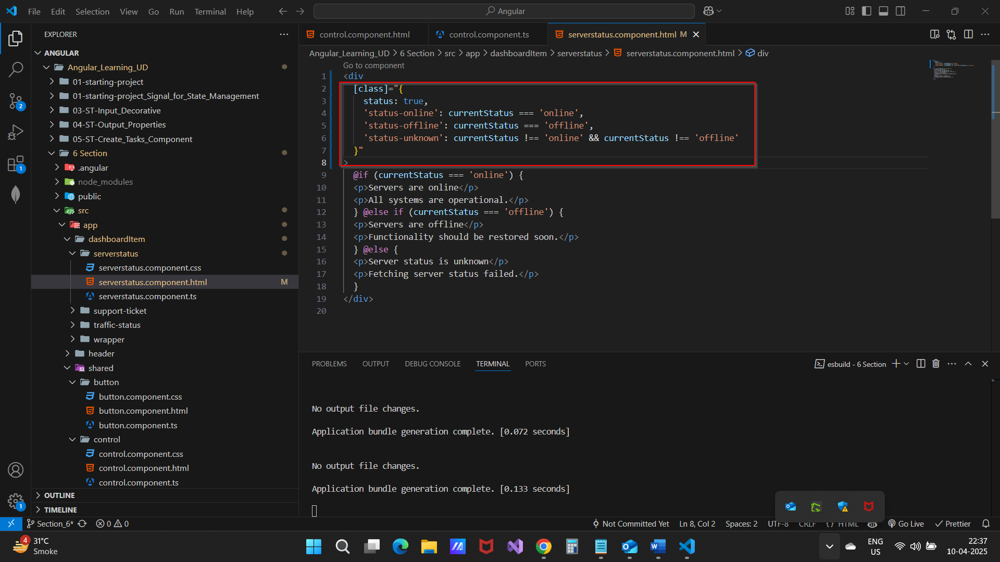 File Edit Selection View Go Run Terminal Help
Angular
EXPLORER
ANGULAR
Angular_Learning_UD
01-starting-project
01-starting-project_Signal_for_State_Management
03-ST-Input_Decorative
04-ST-Output_Properties
05-ST-Create_Tasks_Component
6 Section
.angular
node_modules
public
src
app
dashboardItem
serverstatus
serverstatus.component.css
serverstatus.component.html M
serverstatus.component.ts
support-ticket
traffic-status
wrapper
header
shared
button
button.component.css
button.component.html
button.component.ts
control
control.component.css
control.component.html
control.component.ts
OUTLINE
TIMELINE
2
1
1
control.component.html
control.component.ts
serverstatus.component.html M
Angular_Learning_UD > 6 Section > src > app > dashboardItem > serverstatus > serverstatus.component.html > div
Go to component
1 <div
2 [class]="{
3 status: true,
4 'status-online': currentStatus === 'online',
5 'status-offline': currentStatus === 'offline',
6 'status-unknown': currentStatus !== 'online' && currentStatus !== 'offline'
7 }"
8 >
9 @if (currentStatus === 'online') {
10 <p>Servers are online</p>
11 <p>All systems are operational.</p>
12 } @else if (currentStatus === 'offline') {
13 <p>Servers are offline</p>
14 <p>Functionality should be restored soon.</p>
15 } @else {
16 <p>Server status is unknown</p>
17 <p>Fetching server status failed.</p>
18 }
19 </div>
20
PROBLEMS OUTPUT DEBUG CONSOLE TERMINAL PORTS
esbuild - 6 Section
No output file changes.
Application bundle generation complete. [0.072 seconds]
No output file changes.
Application bundle generation complete. [0.133 seconds]
Section_6* 0 0
Not Committed Yet Ln 8, Col 2 Spaces: 2 UTF-8 CRLF {} HTML Go Live Prettier
4
31°C
Smoke
ENG
US
22:37
10-04-2025